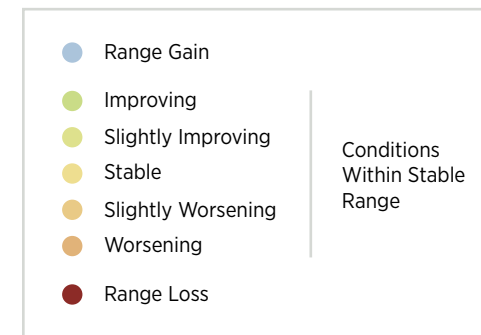 Range Gain
Improving
Slightly Improving
Stable
Slightly Worsening
Worsening
Range Loss
Conditions
Within Stable
Range